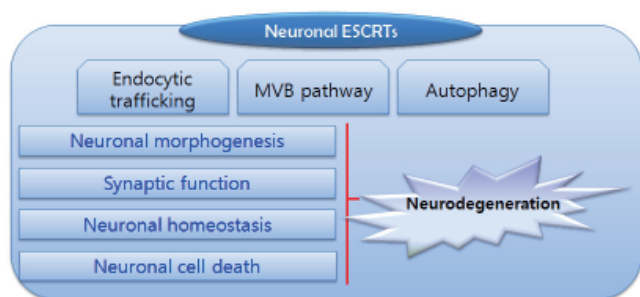 Neuronal ESCRTs
Endocytic
trafficking
MVB pathway
Autophagy
Neuronal morphogenesis
Synaptic function
Neuronal homeostasis
Neuronal cell death
Neurodegeneration